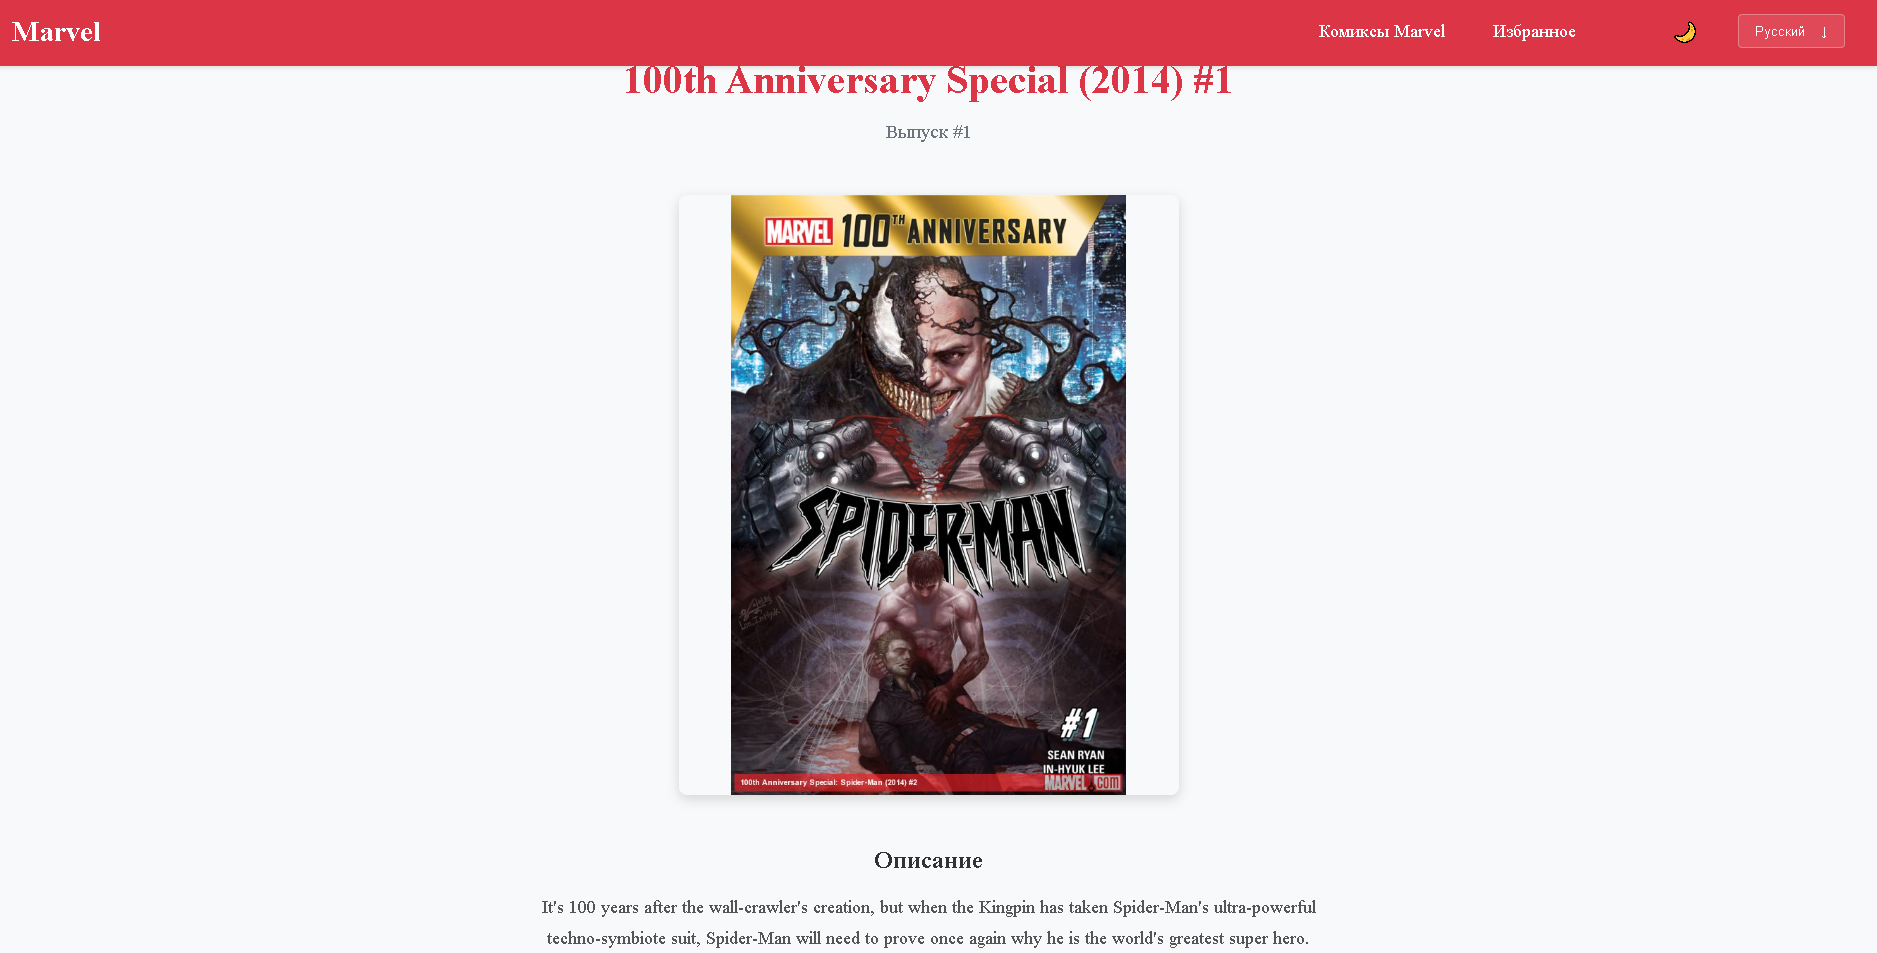 Marvel
Комиксы Marvel
Избранное
Русский ↓
100th Anniversary Special (2014) #1
Выпуск #1
MARVEL 100TH ANNIVERSARY
SPIDER-MAN
#1
SEAN RYAN
IN-HYUK LEE
100th Anniversary Special: Spider-Man (2014) #2
MARVEL.com
Описание
It's 100 years after the wall-crawler's creation, but when the Kingpin has taken Spider-Man's ultra-powerful
techno-symbiote suit, Spider-Man will need to prove once again why he is the world's greatest super hero.